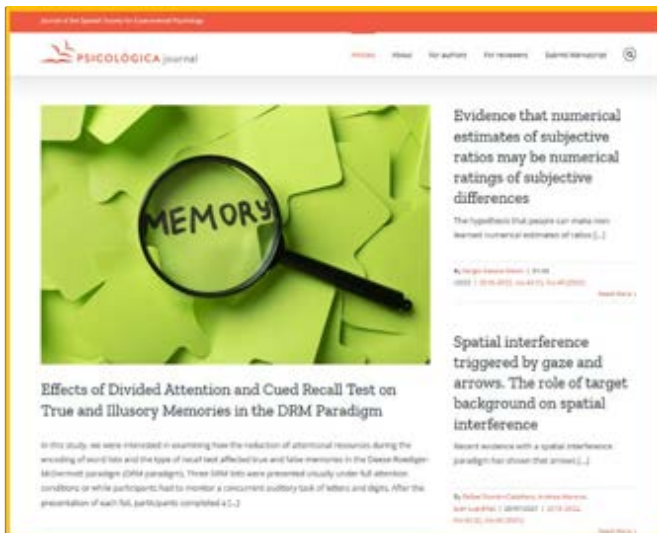 Journal of the Spanish Society for Experimental Psychology
PSICOLÓGICA journal
Articles About For authors For reviewers Submit Manuscript
MEMORY
Effects of Divided Attention and Cued Recall Test on
True and Illusory Memories in the DRM Paradigm
In this study, we were interested in examining how the reduction of attentional resources during the
encoding of word lists and the type of recall test affected true and false memories in the Deese-Roediger-
McDermott paradigm (DRM paradigm). Three DRM lists were presented visually under full attention
conditions or while participants had to monitor a concurrent auditory task of letters and digits. After the
presentation of each list, participants completed a [...]
Evidence that numerical
estimates of subjective
ratios may be numerical
ratings of subjective
differences
The hypothesis that people can make non-
learned numerical estimates of ratios [...]
By
Read More
Spatial interference
triggered by gaze and
arrows. The role of target
background on spatial
interference
Recent evidence with a spatial interference
paradigm has shown that arrows [...]
By
Read More